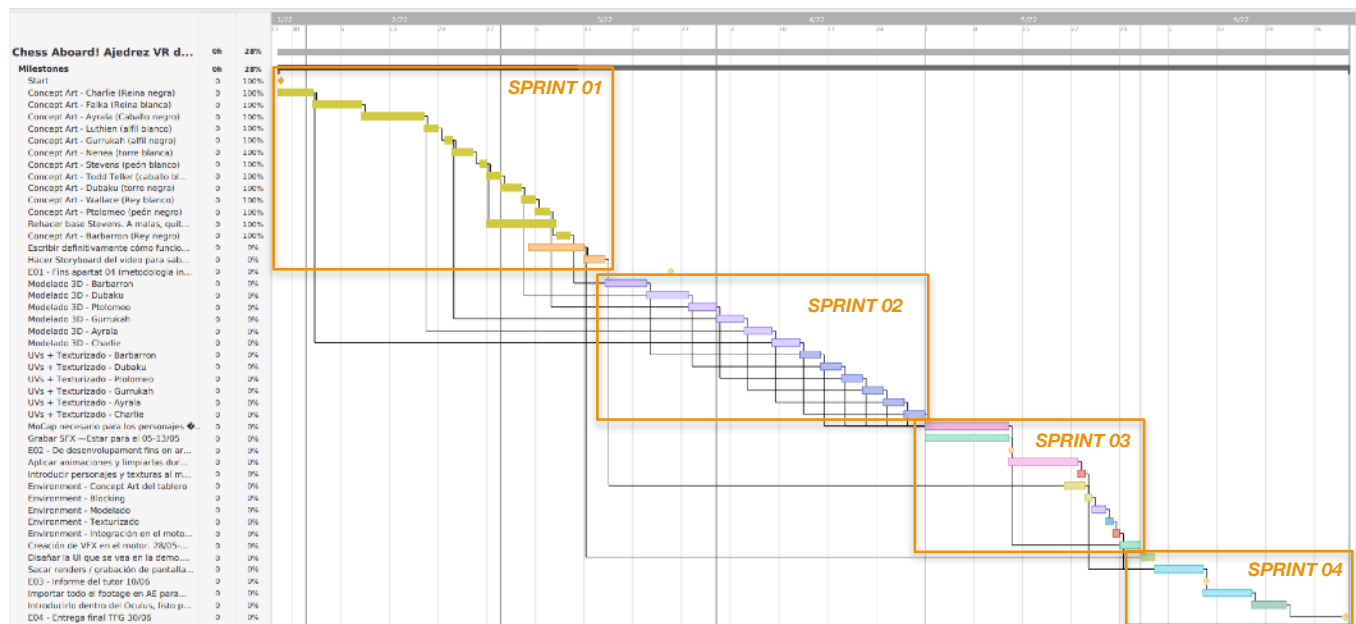 1/22 2/22 3/22 4/22 5/22 6/22
Chess Aboard! Ajedrez VR d... 0h 28%
Milestones 0h 28%
Start 0 100%
SPRINT 01
Concept Art - Charlie (Reina negra) 0 100%
Concept Art - Falka (Reina blanca) 0 100%
Concept Art - Ayrala (Caballo negro) 0 100%
Concept Art - Luthien (alfil blanco) 0 100%
Concept Art - Gurrukah (alfil negro) 0 100%
Concept Art - Nenea (torre blanca) 0 100%
Concept Art - Stevens (peón blanco) 0 100%
Concept Art - Todd Teller (caballo bl... 0 100%
Concept Art - Dubaku (torre negra) 0 100%
Concept Art - Wallace (Rey blanco) 0 100%
Concept Art - Ptolomeo (peón negro) 0 100%
Rehacer base Stevens. A malas, quit... 0 100%
Concept Art - Barbarron (Rey negro) 0 100%
Escribir definitivamente cómo funcio... 0 0%
Hacer Storyboard del video para sab... 0 0%
E01 - Fins apartat 04 (metodologia in... 0 0%
Modelado 3D - Barbarron 0 0%
Modelado 3D - Dubaku 0 0%
SPRINT 02
Modelado 3D - Ptolomeo 0 0%
Modelado 3D - Gurrukah 0 0%
Modelado 3D - Ayrala 0 0%
Modelado 3D - Charlie 0 0%
UVs + Texturizado - Barbarron 0 0%
UVs + Texturizado - Dubaku 0 0%
UVs + Texturizado - Ptolomeo 0 0%
UVs + Texturizado - Gurrukah 0 0%
UVs + Texturizado - Ayrala 0 0%
UVs + Texturizado - Charlie 0 0%
MoCap necesario para los personajes �... 0 0%
Grabar SFX —Estar para el 05-13/05 0 0%
SPRINT 03
E02 - De desenvolupament fins on ar... 0 0%
Aplicar animaciones y limpiarlas dur... 0 0%
Introducir personajes y texturas al m... 0 0%
Environment - Concept Art del tablero 0 0%
Environment - Blocking 0 0%
Environment - Modelado 0 0%
Environment - Texturizado 0 0%
Environment - Integración en el moto... 0 0%
Creación de VFX en el motor. 28/05-... 0 0%
Diseñar la UI que se vea en la demo.... 0 0%
Sacar renders / grabación de pantalla... 0 0%
SPRINT 04
E03 - Informe del tutor 10/06 0 0%
Importar todo el footage en AE para... 0 0%
Introducirlo dentro del Oculus, listo p... 0 0%
E04 - Entrega final TFG 30/06 0 0%